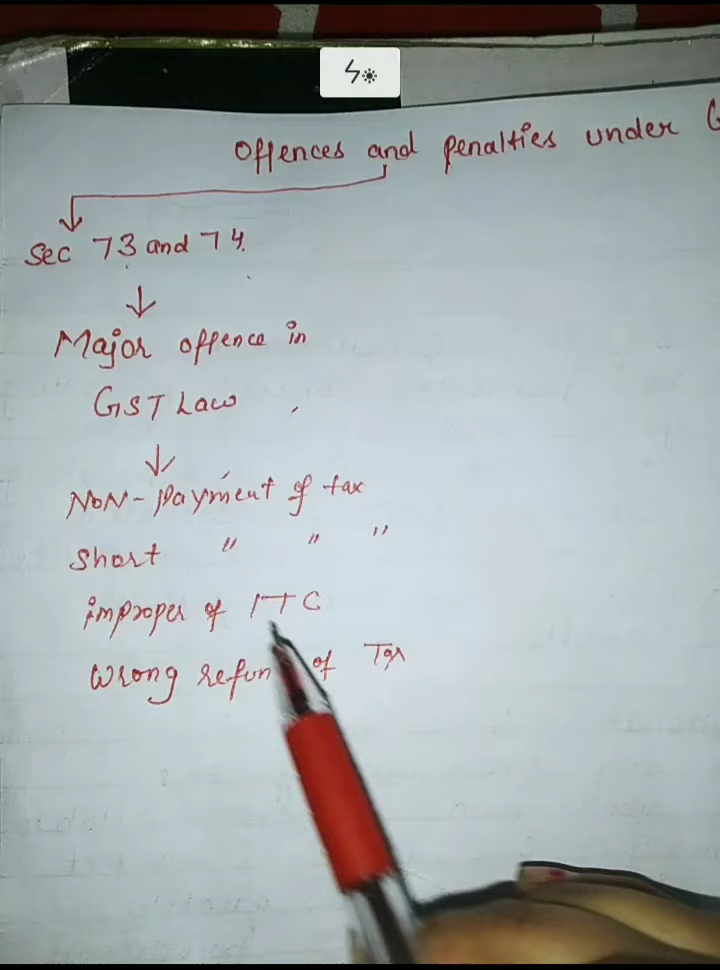 Offences and penalties under G
Sec 73 and 74.
Major offence in
GST Law
Non-payment of tax
Short " " "
improper of ITC
Wrong refun of Tax